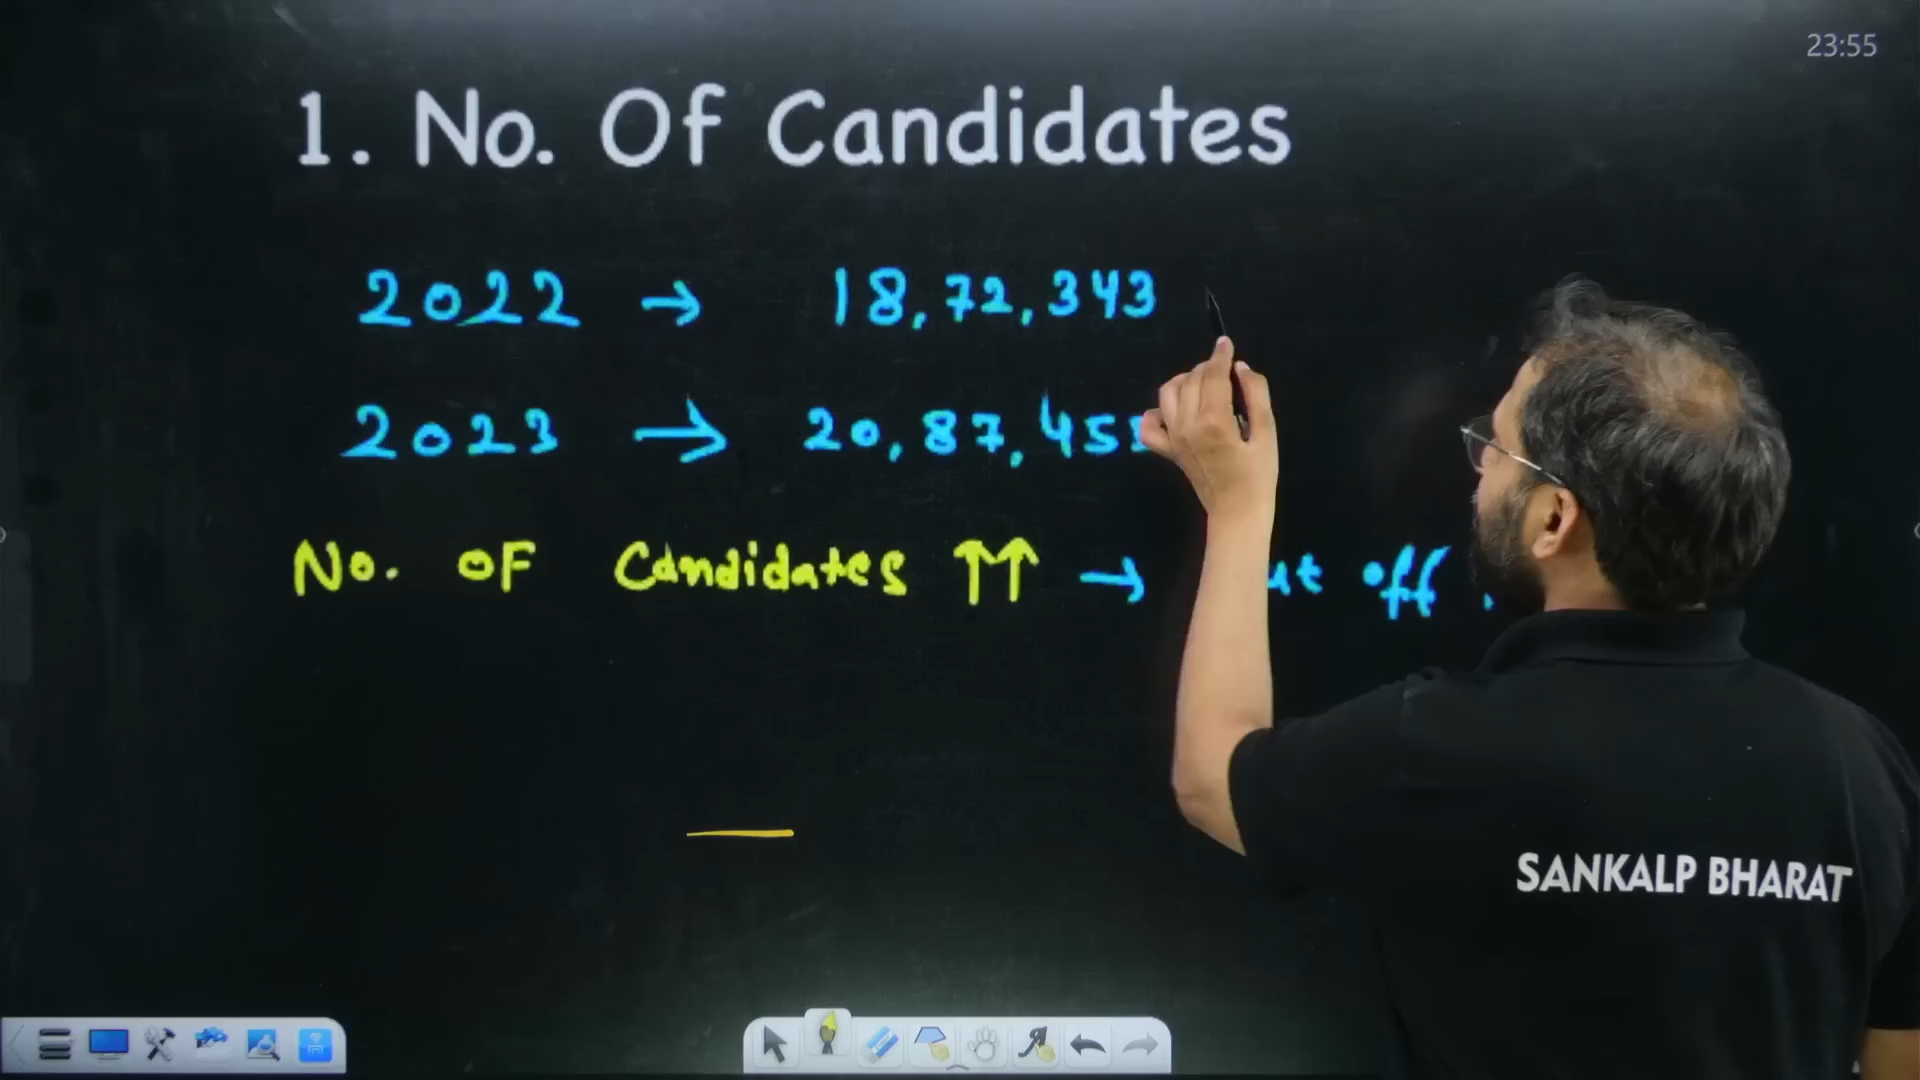 23:55
1. No. Of Candidates
2022 → 18,72,343
2023 → 20,87,45
No. OF Candidates ↑↑ → off
SANKALP BHARAT